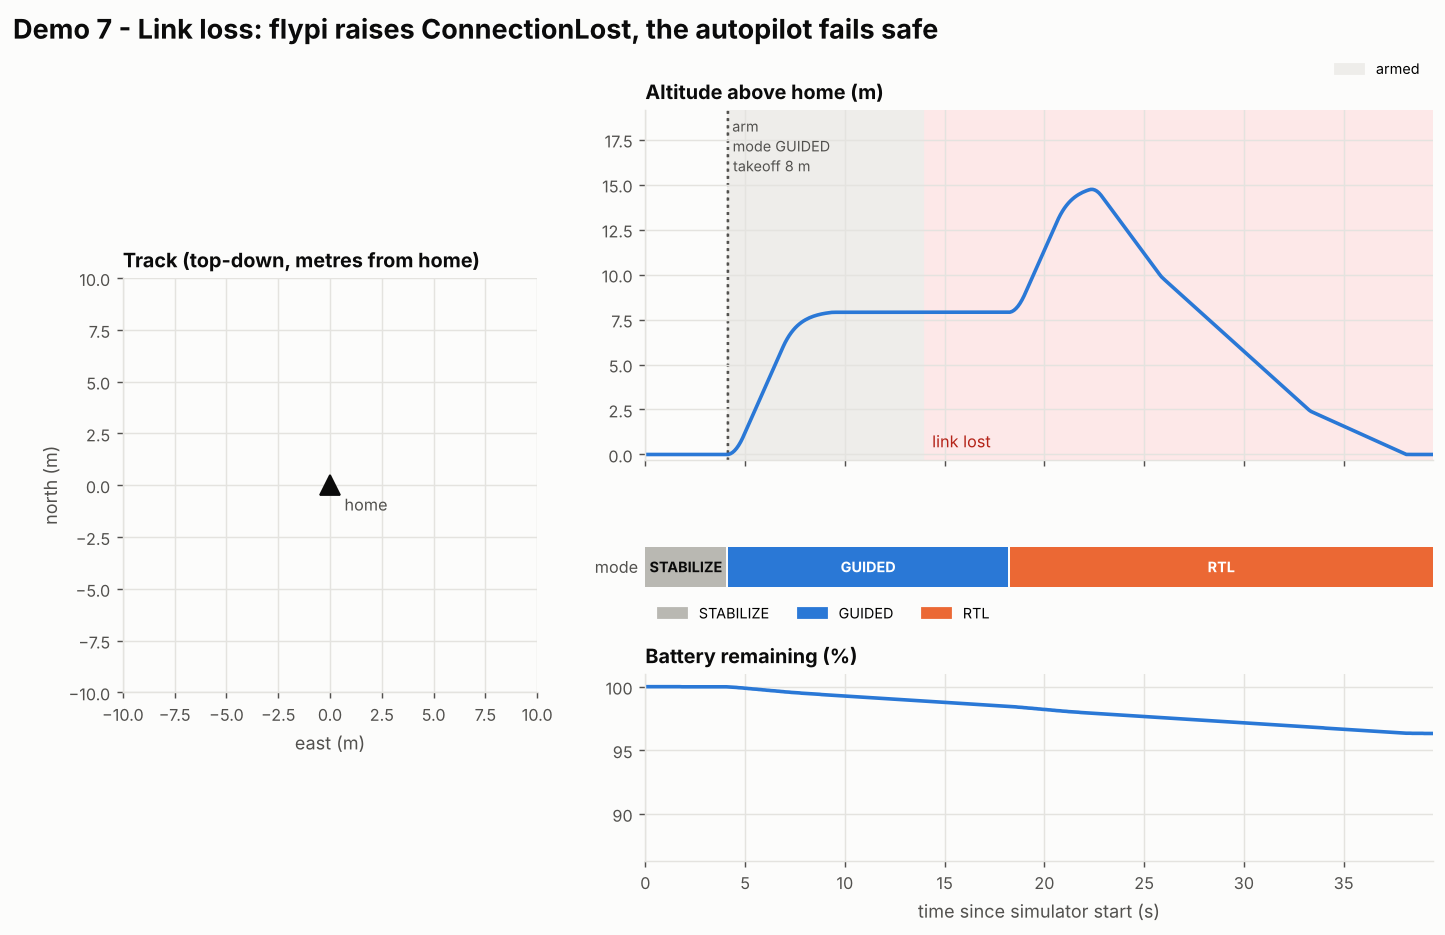 Demo 7 - Link loss: flypi raises ConnectionLost, the autopilot fails safe
armed
Altitude above home (m)
arm
mode GUIDED
takeoff 8 m
17.5
15.0
12.5
10.0
7.5
5.0
2.5
0.0
link lost
Track (top-down, metres from home)
10.0
7.5
5.0
2.5
0.0
−2.5
−5.0
−7.5
−10.0
north (m)
home
−10.0 −7.5 −5.0 −2.5 0.0 2.5 5.0 7.5 10.0
east (m)
mode STABILIZE GUIDED RTL
STABILIZE GUIDED RTL
Battery remaining (%)
100
95
90
0 5 10 15 20 25 30 35
time since simulator start (s)